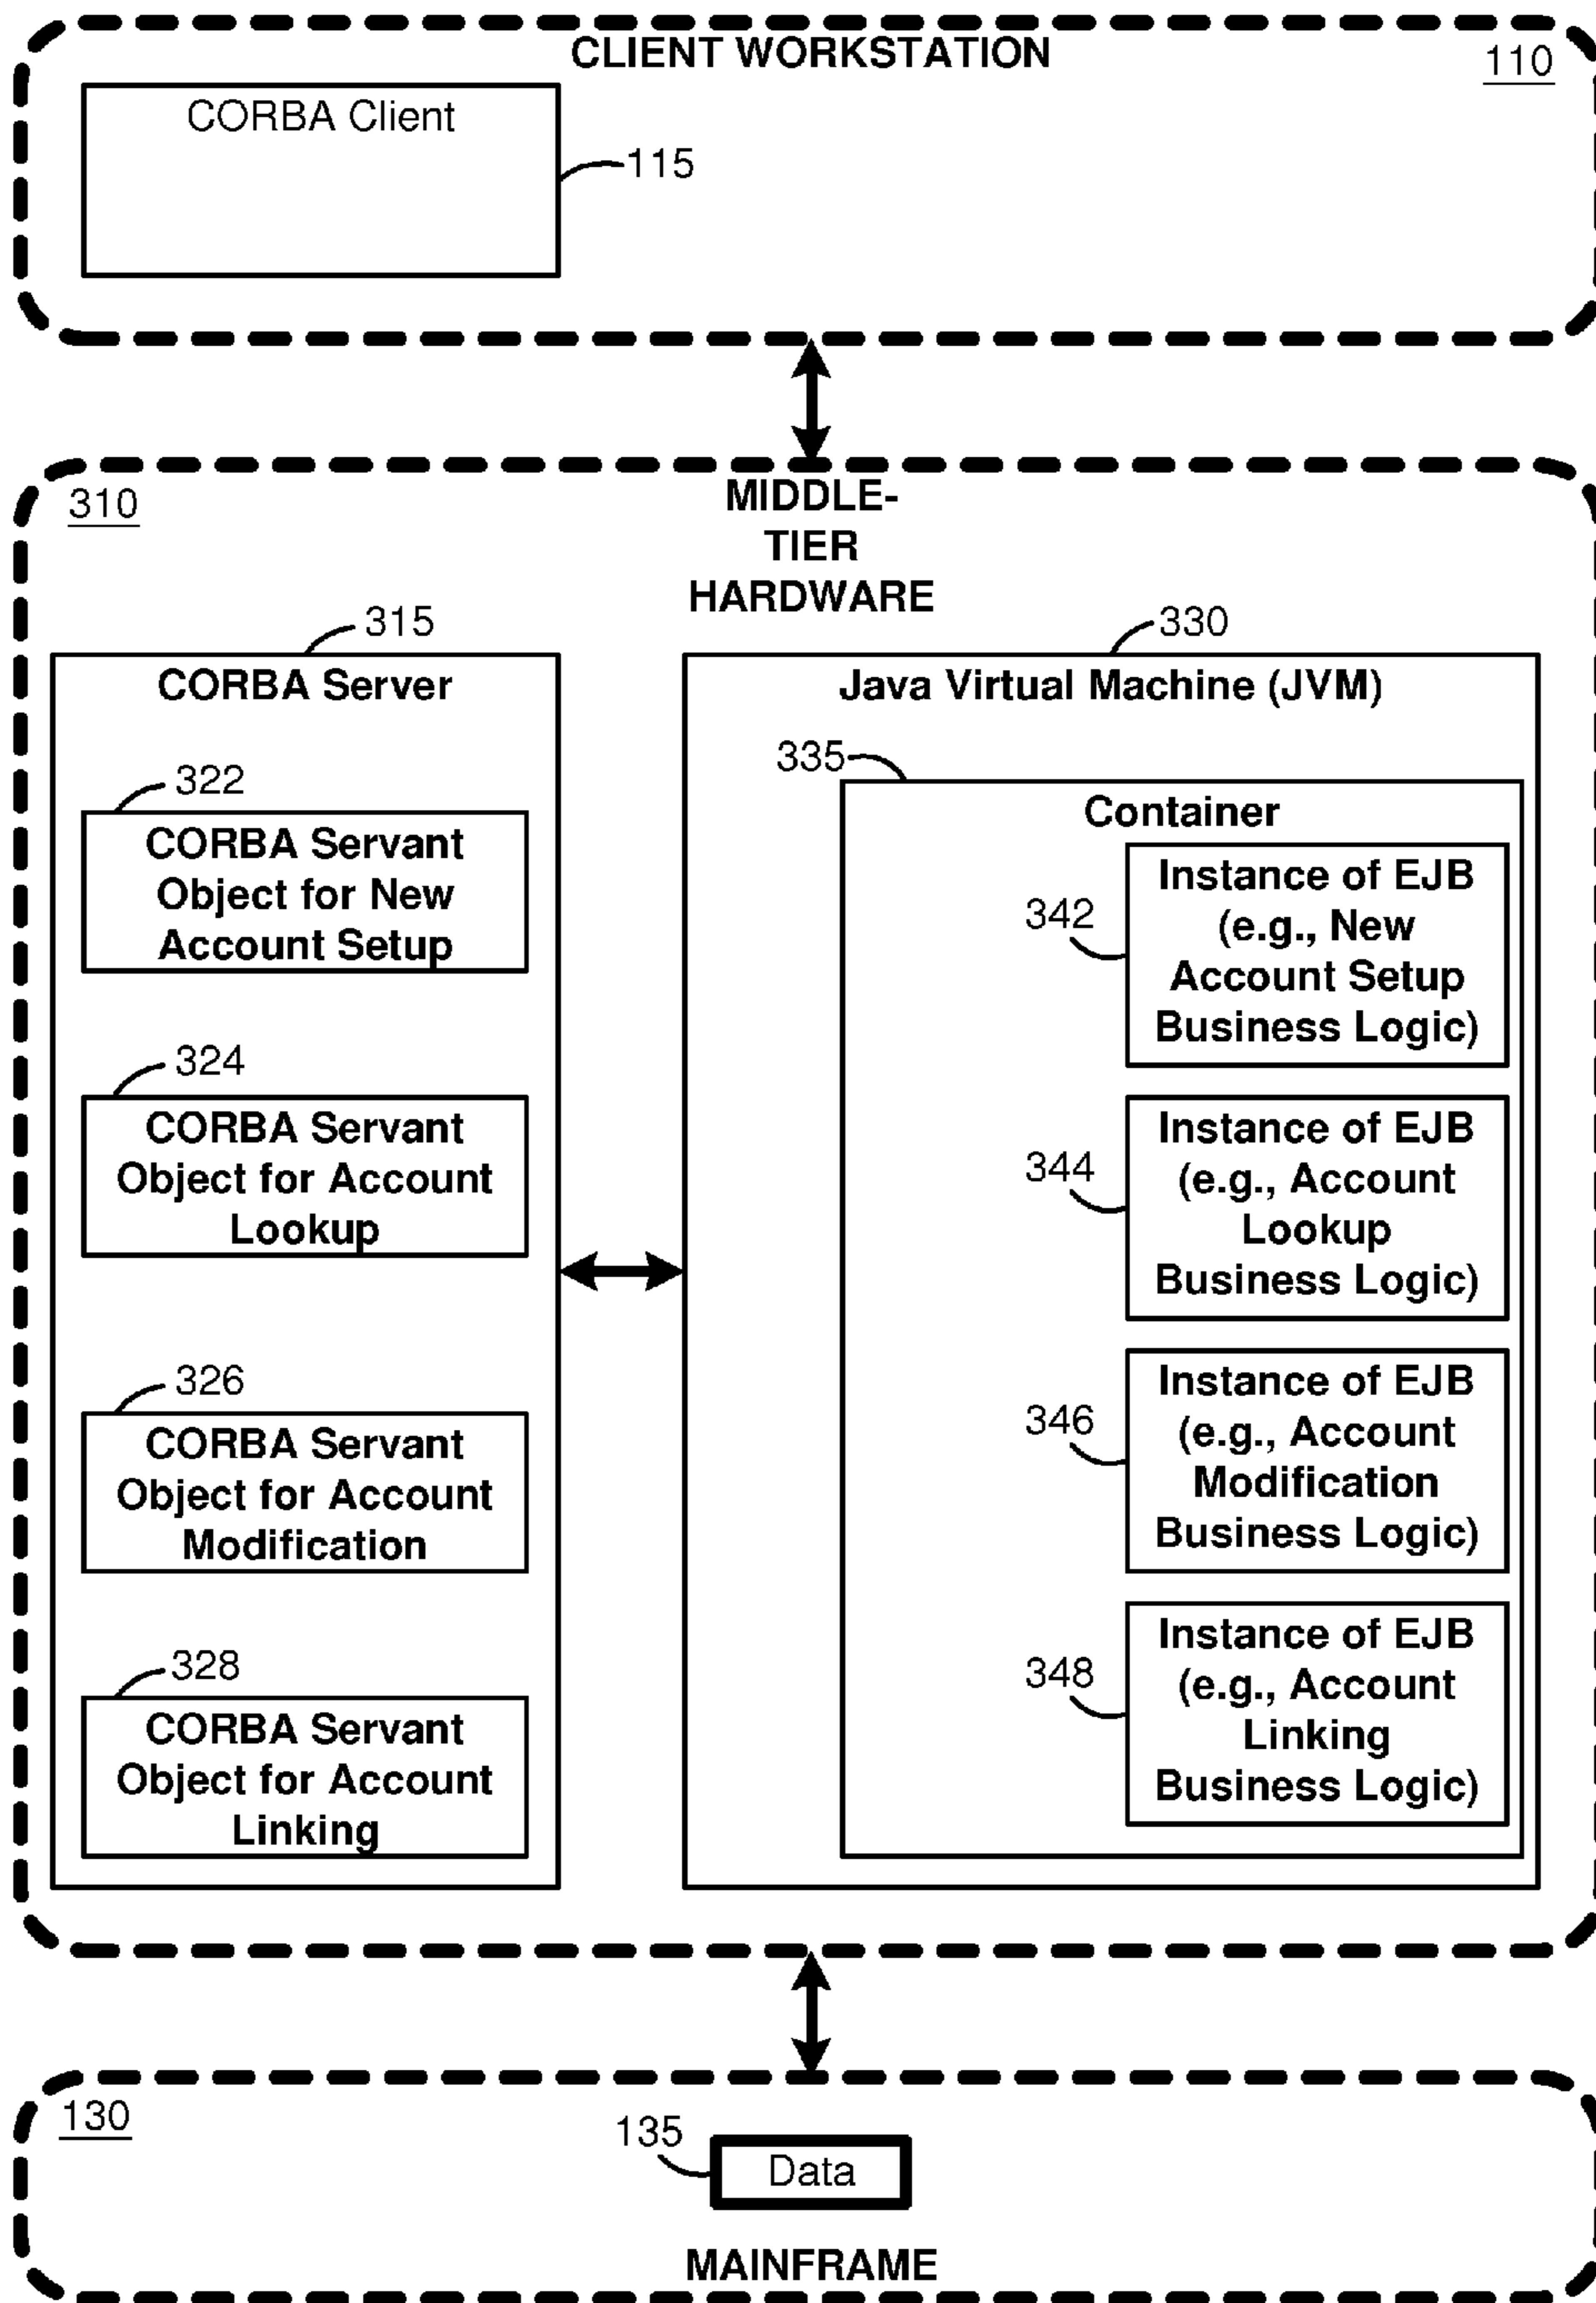 CLIENT WORKSTATION
110
CORBA Client
115
310
MIDDLE-
TIER
HARDWARE
315
CORBA Server
322
CORBA Servant
Object for New
Account Setup
324
CORBA Servant
Object for Account
Lookup
326
CORBA Servant
Object for Account
Modification
328
CORBA Servant
Object for Account
Linking
330
Java Virtual Machine (JVM)
335
Container
342
Instance of EJB
(e.g., New
Account Setup
Business Logic)
344
Instance of EJB
(e.g., Account
Lookup
Business Logic)
346
Instance of EJB
(e.g., Account
Modification
Business Logic)
348
Instance of EJB
(e.g., Account
Linking
Business Logic)
130
135
Data
MAINFRAME